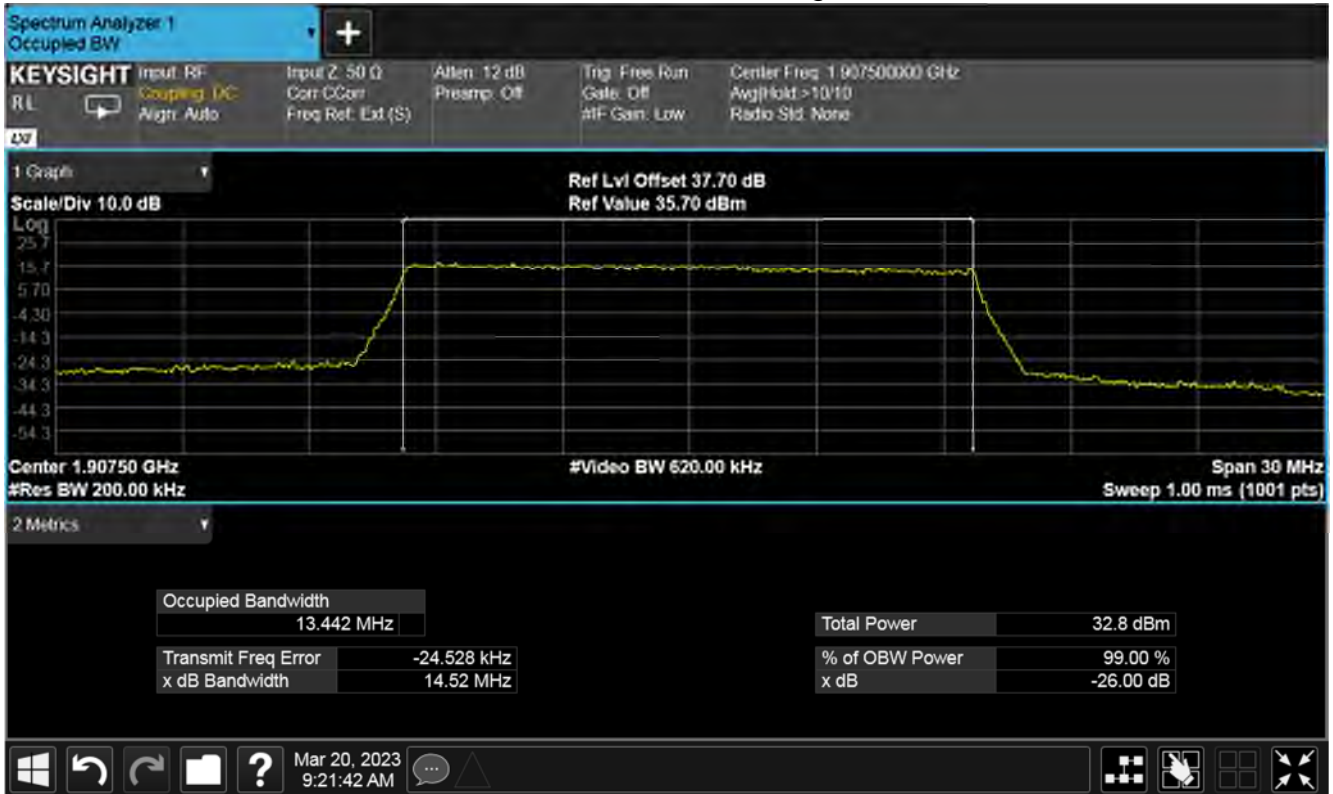 Spectrum Analyzer 1
Occupied BW
+
KEYSIGHT Input: RF Input Z: 50 Ω Atten: 12 dB Trig: Free Run Center Freq: 1.907500000 GHz
RL Coupling: DC Corr CCorr Preamp: Off Gate: Off Avg|Hold:>10/10
Align: Auto Freq Ref: Ext (S) #IF Gain: Low Radio Std: None
LXI
1 Graph
Ref Lvl Offset 37.70 dB
Scale/Div 10.0 dB Ref Value 35.70 dBm
Log
25.7
15.7
5.70
-4.30
-14.3
-24.3
-34.3
-44.3
-54.3
Center 1.90750 GHz #Video BW 620.00 kHz Span 30 MHz
#Res BW 200.00 kHz Sweep 1.00 ms (1001 pts)
2 Metrics
Occupied Bandwidth
13.442 MHz Total Power 32.8 dBm
Transmit Freq Error -24.528 kHz % of OBW Power 99.00 %
x dB Bandwidth 14.52 MHz x dB -26.00 dB
? Mar 20, 2023
9:21:42 AM